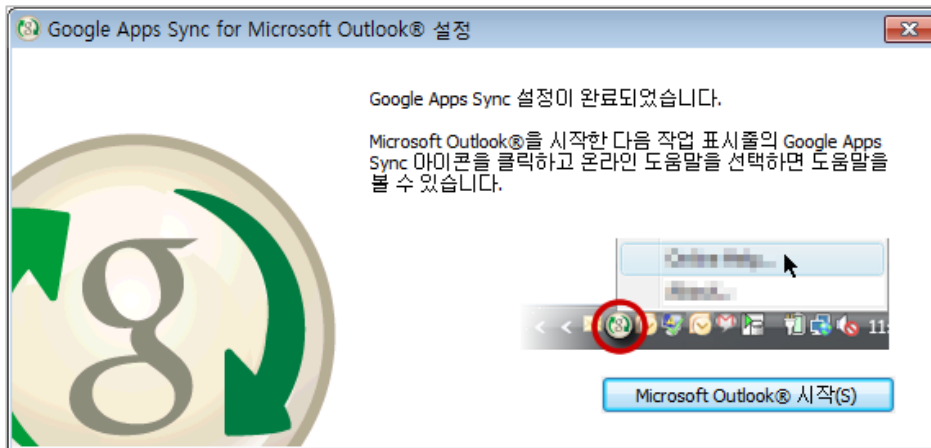 Google Apps Sync for Microsoft Outlook® 설정
Google Apps Sync 설정이 완료되었습니다.
Microsoft Outlook®을 시작한 다음 작업 표시줄의 Google Apps
Sync 아이콘을 클릭하고 온라인 도움말을 선택하면 도움말을
볼 수 있습니다.
11:
Microsoft Outlook® 시작(S)